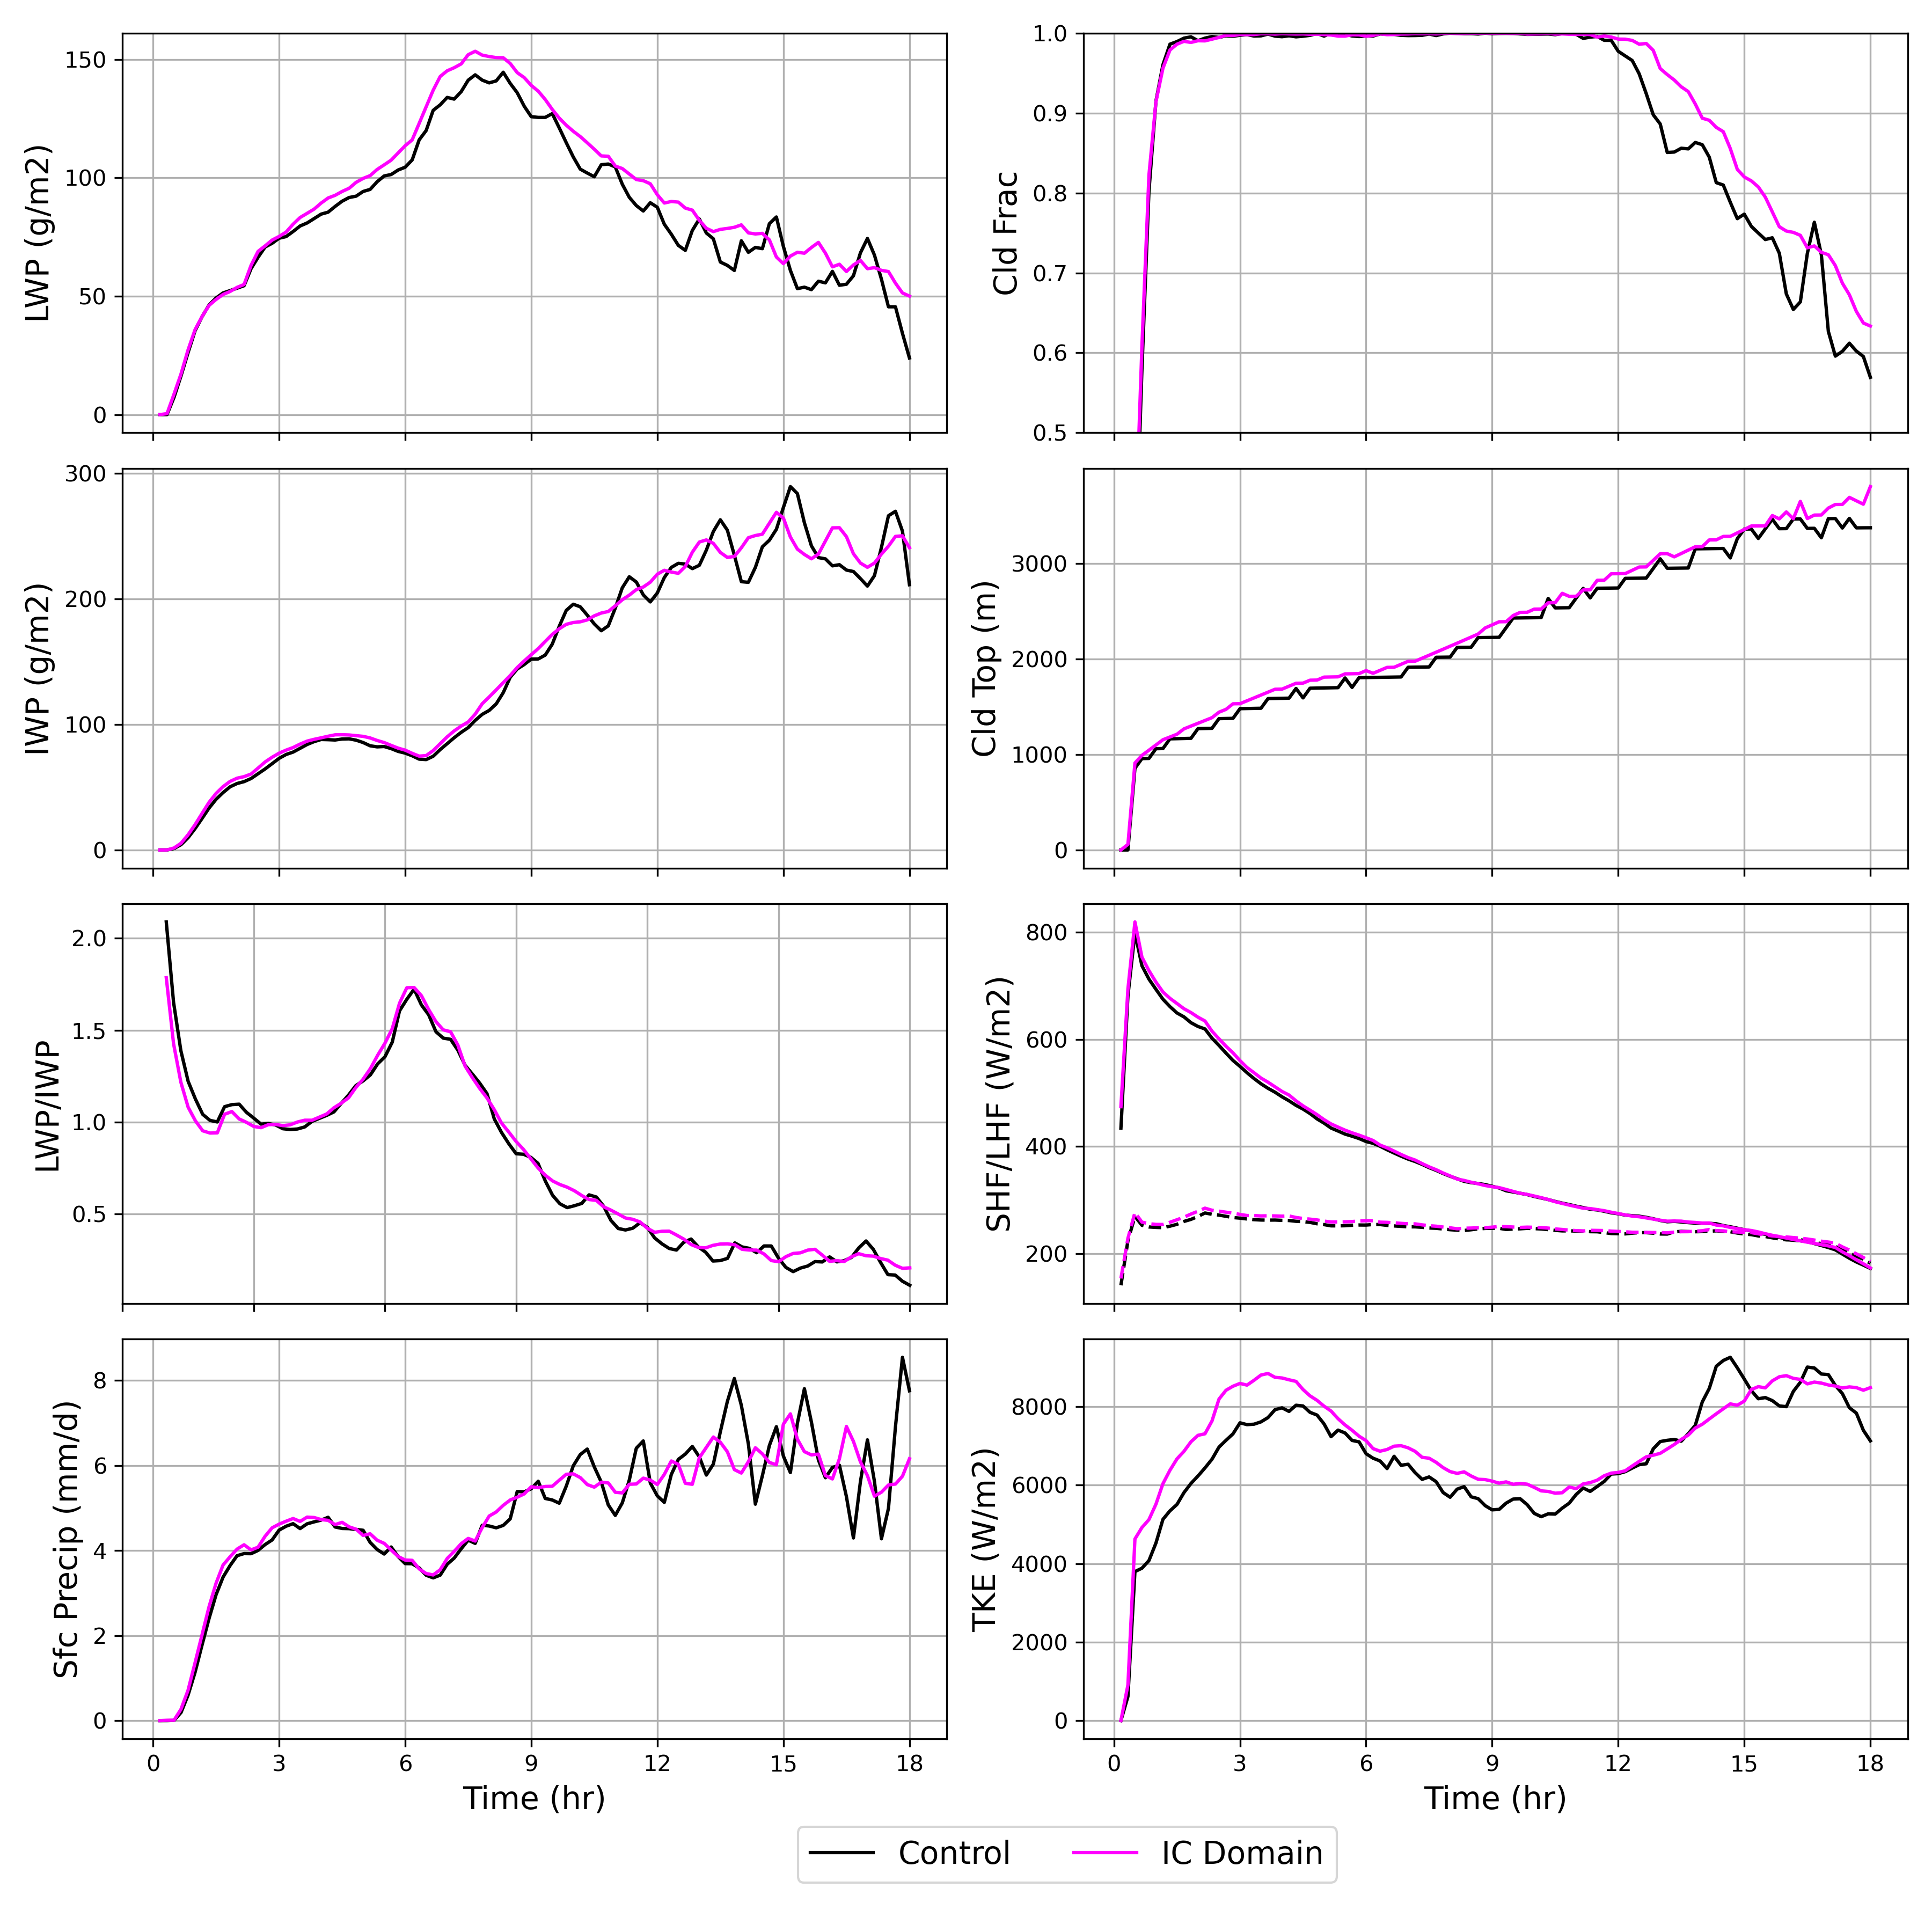 LWP (g/m2)
150
100
50
0
Cld Frac
1.0
0.9
0.8
0.7
0.6
0.5
IWP (g/m2)
300
200
100
0
Cld Top (m)
3000
2000
1000
0
LWP/IWP
2.0
1.5
1.0
0.5
SHF/LHF (W/m2)
800
600
400
200
Sfc Precip (mm/d)
8
6
4
2
0
0 3 6 9 12 15 18
Time (hr)
TKE (W/m2)
8000
6000
4000
2000
0
0 3 6 9 12 15 18
Time (hr)
Control IC Domain